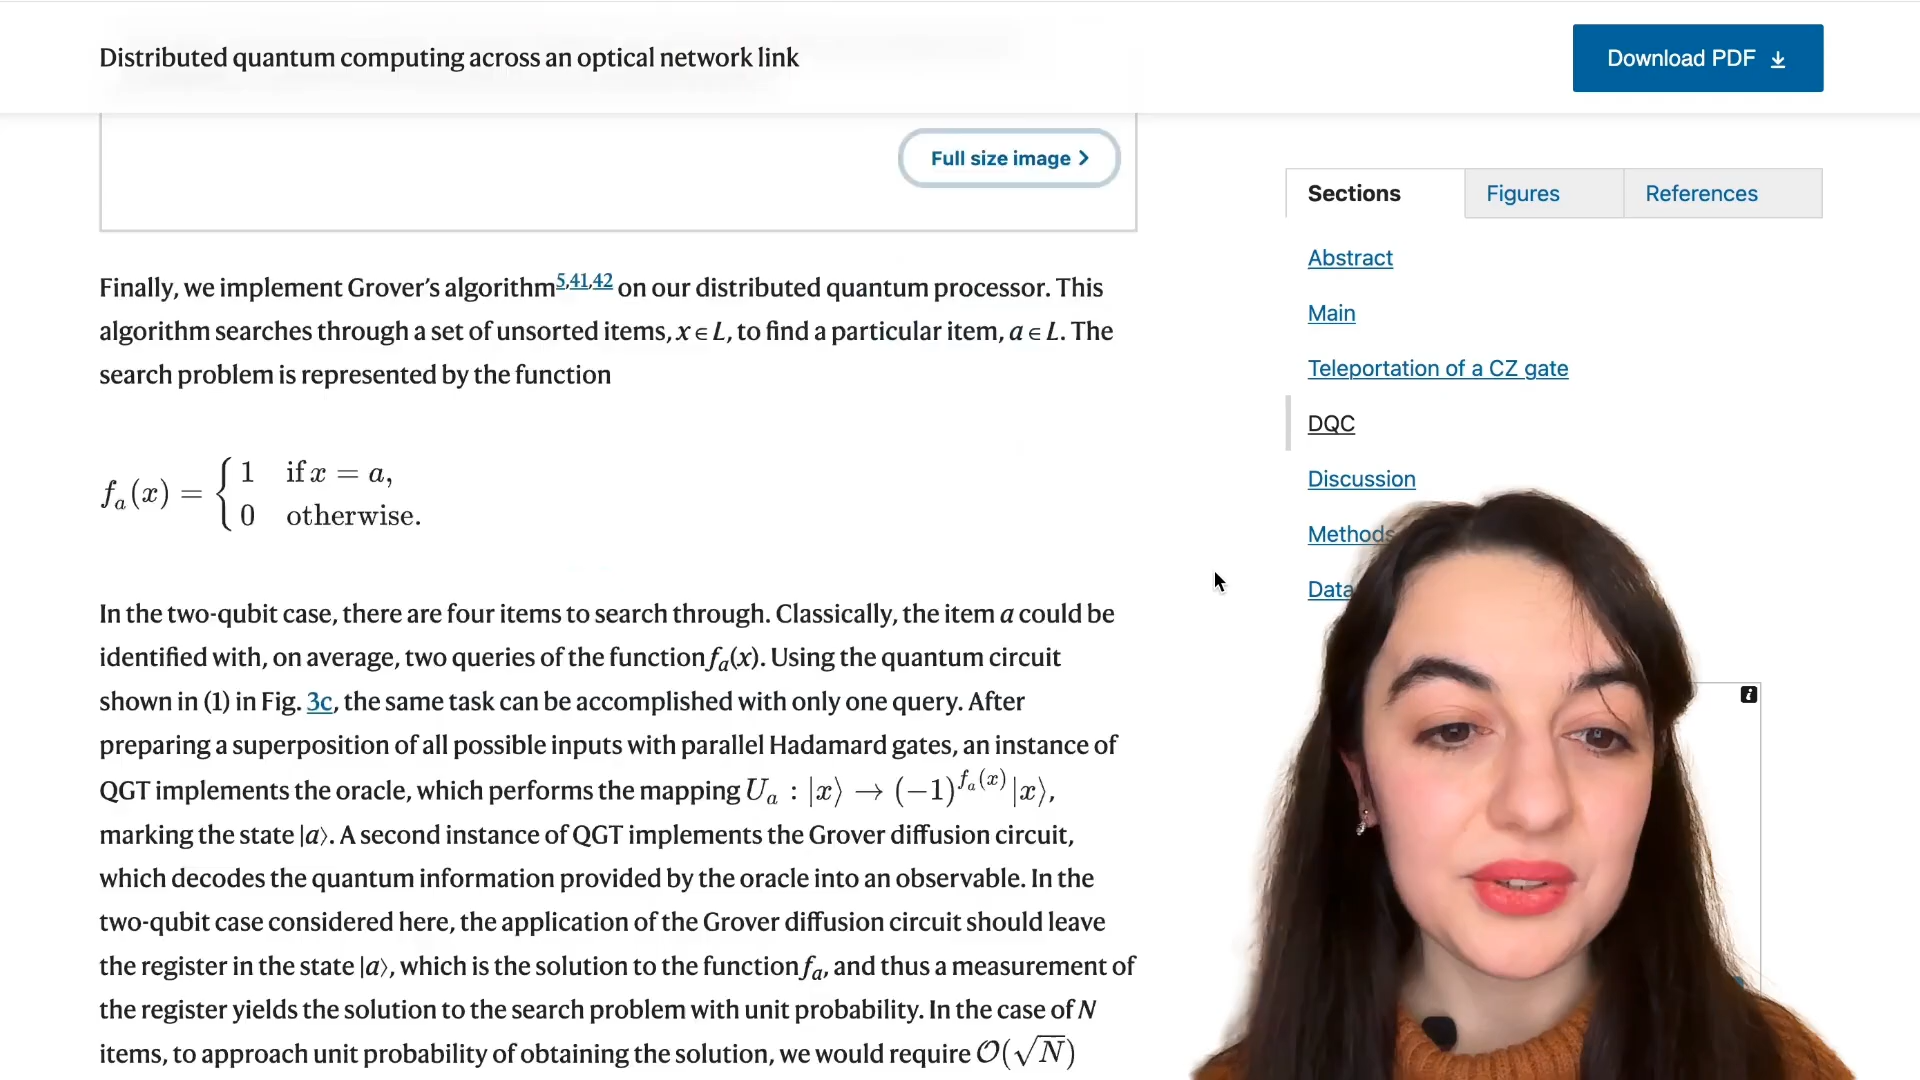 Distributed quantum computing across an optical network link
Download PDF
Full size image
Sections
Figures
References
Abstract
Main
Teleportation of a CZ gate
DQC
Discussion
Methods
Data
Finally, we implement Grover's algorithm5,41,42 on our distributed quantum processor. This
algorithm searches through a set of unsorted items, x ∈ L, to find a particular item, a ∈ L. The
search problem is represented by the function
fₐ(x) = { 1 if x = a,
0 otherwise.
In the two-qubit case, there are four items to search through. Classically, the item a could be
identified with, on average, two queries of the function fₐ(x). Using the quantum circuit
shown in (1) in Fig. 3c, the same task can be accomplished with only one query. After
preparing a superposition of all possible inputs with parallel Hadamard gates, an instance of
QGT implements the oracle, which performs the mapping Uₐ : |x⟩ → (−1)^fₐ(x) |x⟩,
marking the state |a⟩. A second instance of QGT implements the Grover diffusion circuit,
which decodes the quantum information provided by the oracle into an observable. In the
two-qubit case considered here, the application of the Grover diffusion circuit should leave
the register in the state |a⟩, which is the solution to the function fₐ, and thus a measurement of
the register yields the solution to the search problem with unit probability. In the case of N
items, to approach unit probability of obtaining the solution, we would require O(√N)